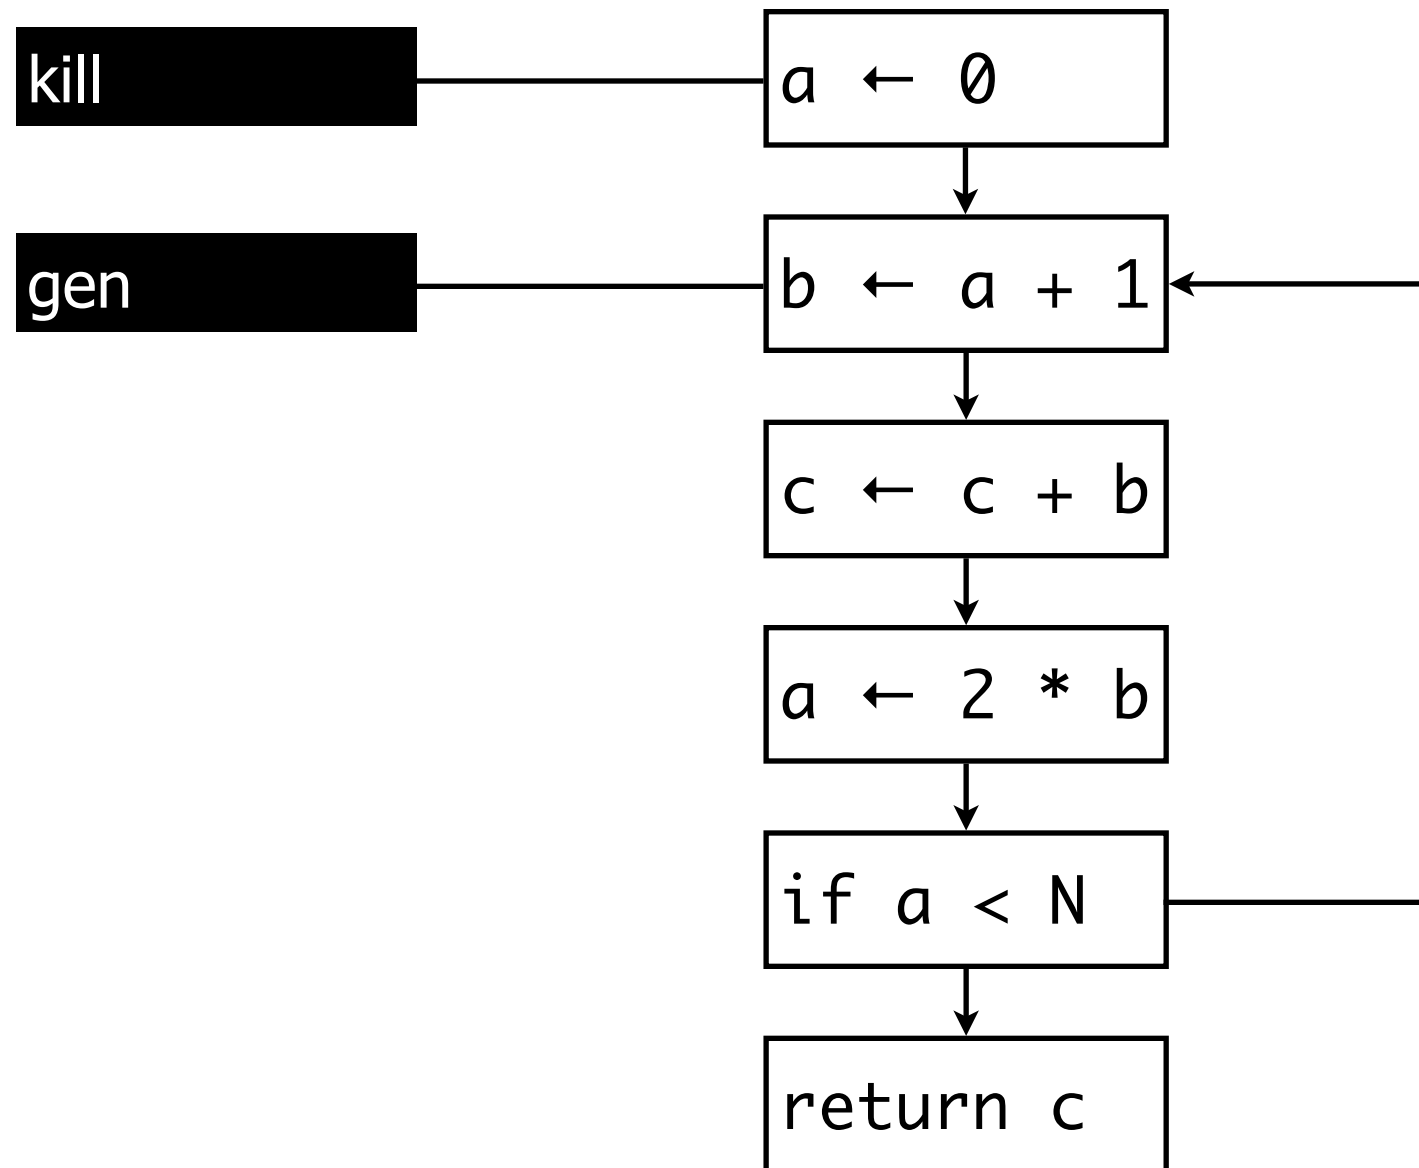 kill
a ← 0
gen
b ← a + 1
c ← c + b
a ← 2 * b
if a < N
return c